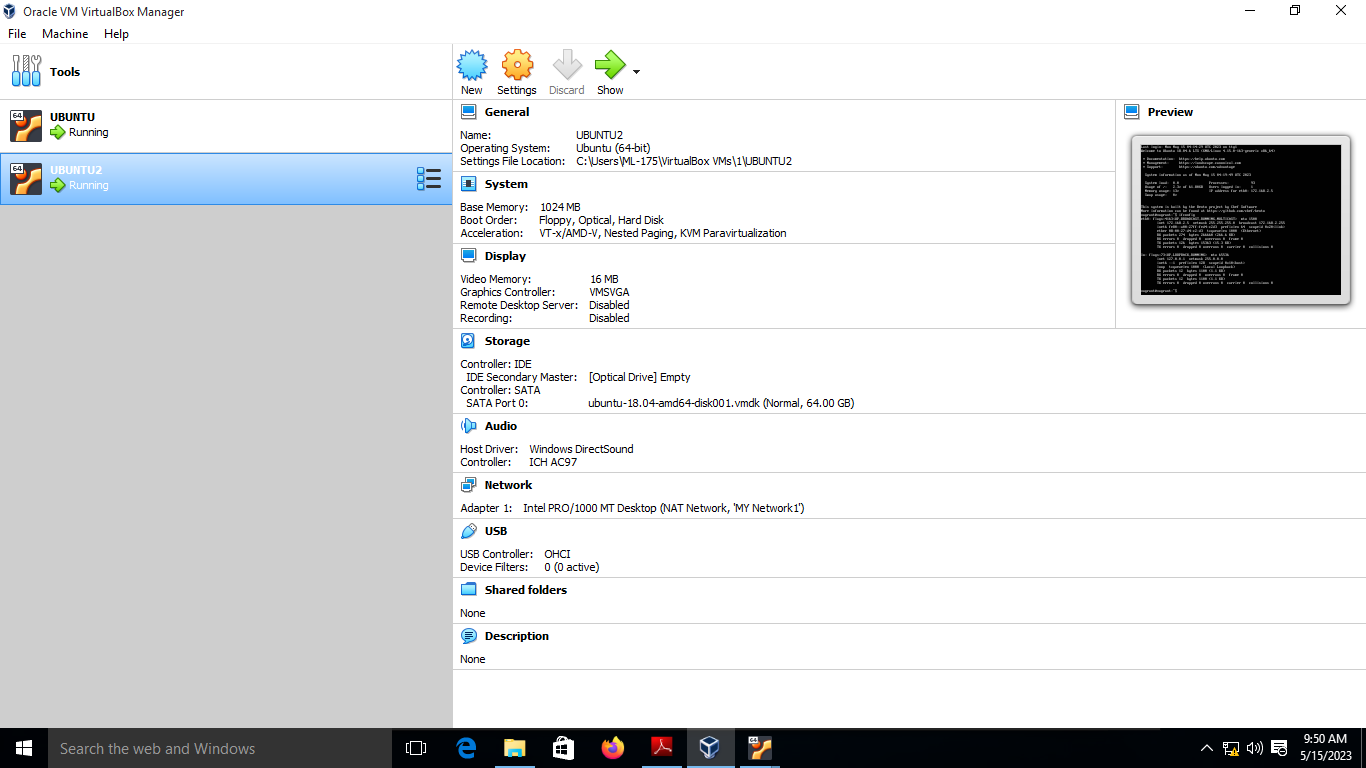 Oracle VM VirtualBox Manager
File Machine Help
Tools
New Settings Discard Show
64
UBUNTU
Running
64
UBUNTU2
Running
General
Name: UBUNTU2
Operating System: Ubuntu (64-bit)
Settings File Location: C:\Users\ML-175\VirtualBox VMs\1\UBUNTU2
System
Base Memory: 1024 MB
Boot Order: Floppy, Optical, Hard Disk
Acceleration: VT-x/AMD-V, Nested Paging, KVM Paravirtualization
Display
Video Memory: 16 MB
Graphics Controller: VMSVGA
Remote Desktop Server: Disabled
Recording: Disabled
Storage
Controller: IDE
IDE Secondary Master: [Optical Drive] Empty
Controller: SATA
SATA Port 0: ubuntu-18.04-amd64-disk001.vmdk (Normal, 64.00 GB)
Audio
Host Driver: Windows DirectSound
Controller: ICH AC97
Network
Adapter 1: Intel PRO/1000 MT Desktop (NAT Network, 'MY Network1')
USB
USB Controller: OHCI
Device Filters: 0 (0 active)
Shared folders
None
Description
None
Preview
Search the web and Windows
64
9:50 AM
5/15/2023